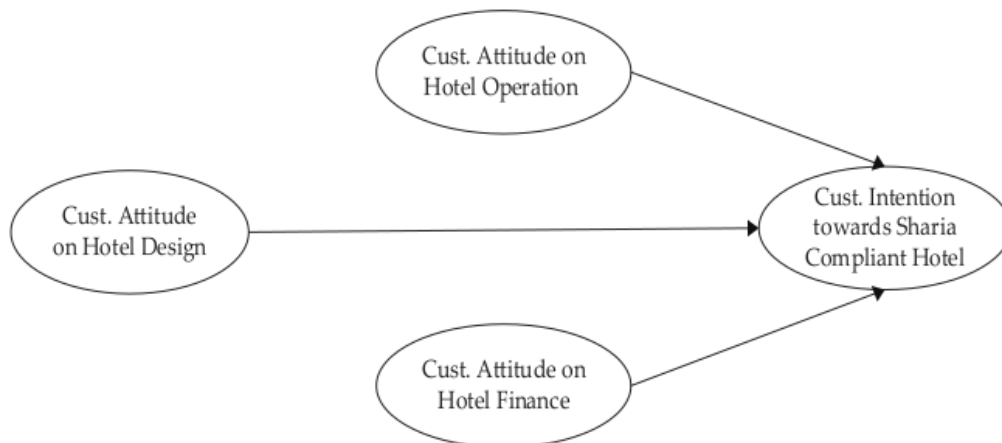 Cust. Attitude on
Hotel Operation
Cust. Attitude
on Hotel Design
Cust. Intention
towards Sharia
Compliant Hotel
Cust. Attitude on
Hotel Finance